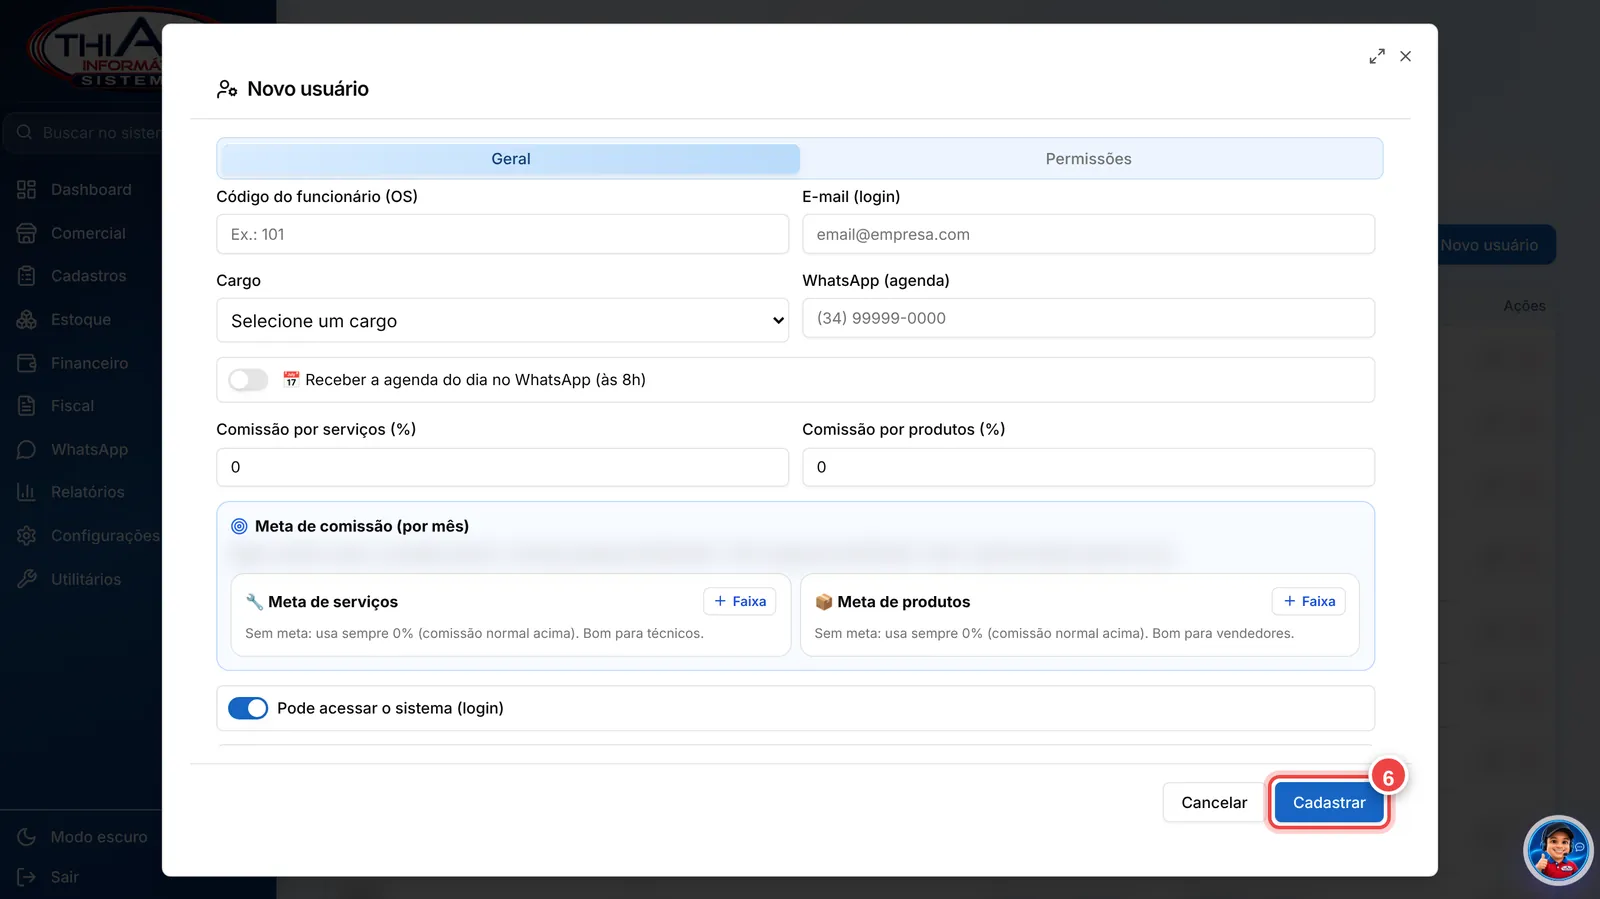 THIA
INFORMÁ
SISTEM
Novo usuário
Buscar no sister
Geral
Permissões
Dashboard
Código do funcionário (OS)
E-mail (login)
Ex.: 101
email@empresa.com
Comercial
Novo usuário
Cadastros
Cargo
WhatsApp (agenda)
Ações
Selecione um cargo
(34) 99999-0000
Estoque
Financeiro
Receber a agenda do dia no WhatsApp (às 8h)
Fiscal
Comissão por serviços (%)
Comissão por produtos (%)
WhatsApp
0
0
Relatórios
Meta de comissão (por mês)
Configurações
Utilitários
Meta de serviços
+ Faixa
Meta de produtos
+ Faixa
Sem meta: usa sempre 0% (comissão normal acima). Bom para técnicos.
Sem meta: usa sempre 0% (comissão normal acima). Bom para vendedores.
Pode acessar o sistema (login)
6
Cancelar
Cadastrar
Modo escuro
Sair